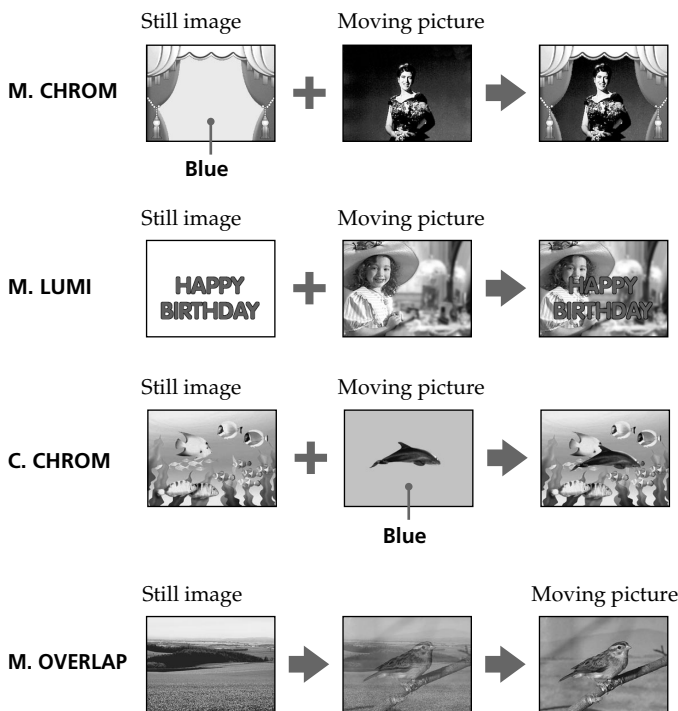 Still image Moving picture
M. CHROM
Blue
Still image Moving picture
M. LUMI
HAPPY
BIRTHDAY
HAPPY
BIRTHDAY
Still image Moving picture
C. CHROM
Blue
Still image Moving picture
M. OVERLAP